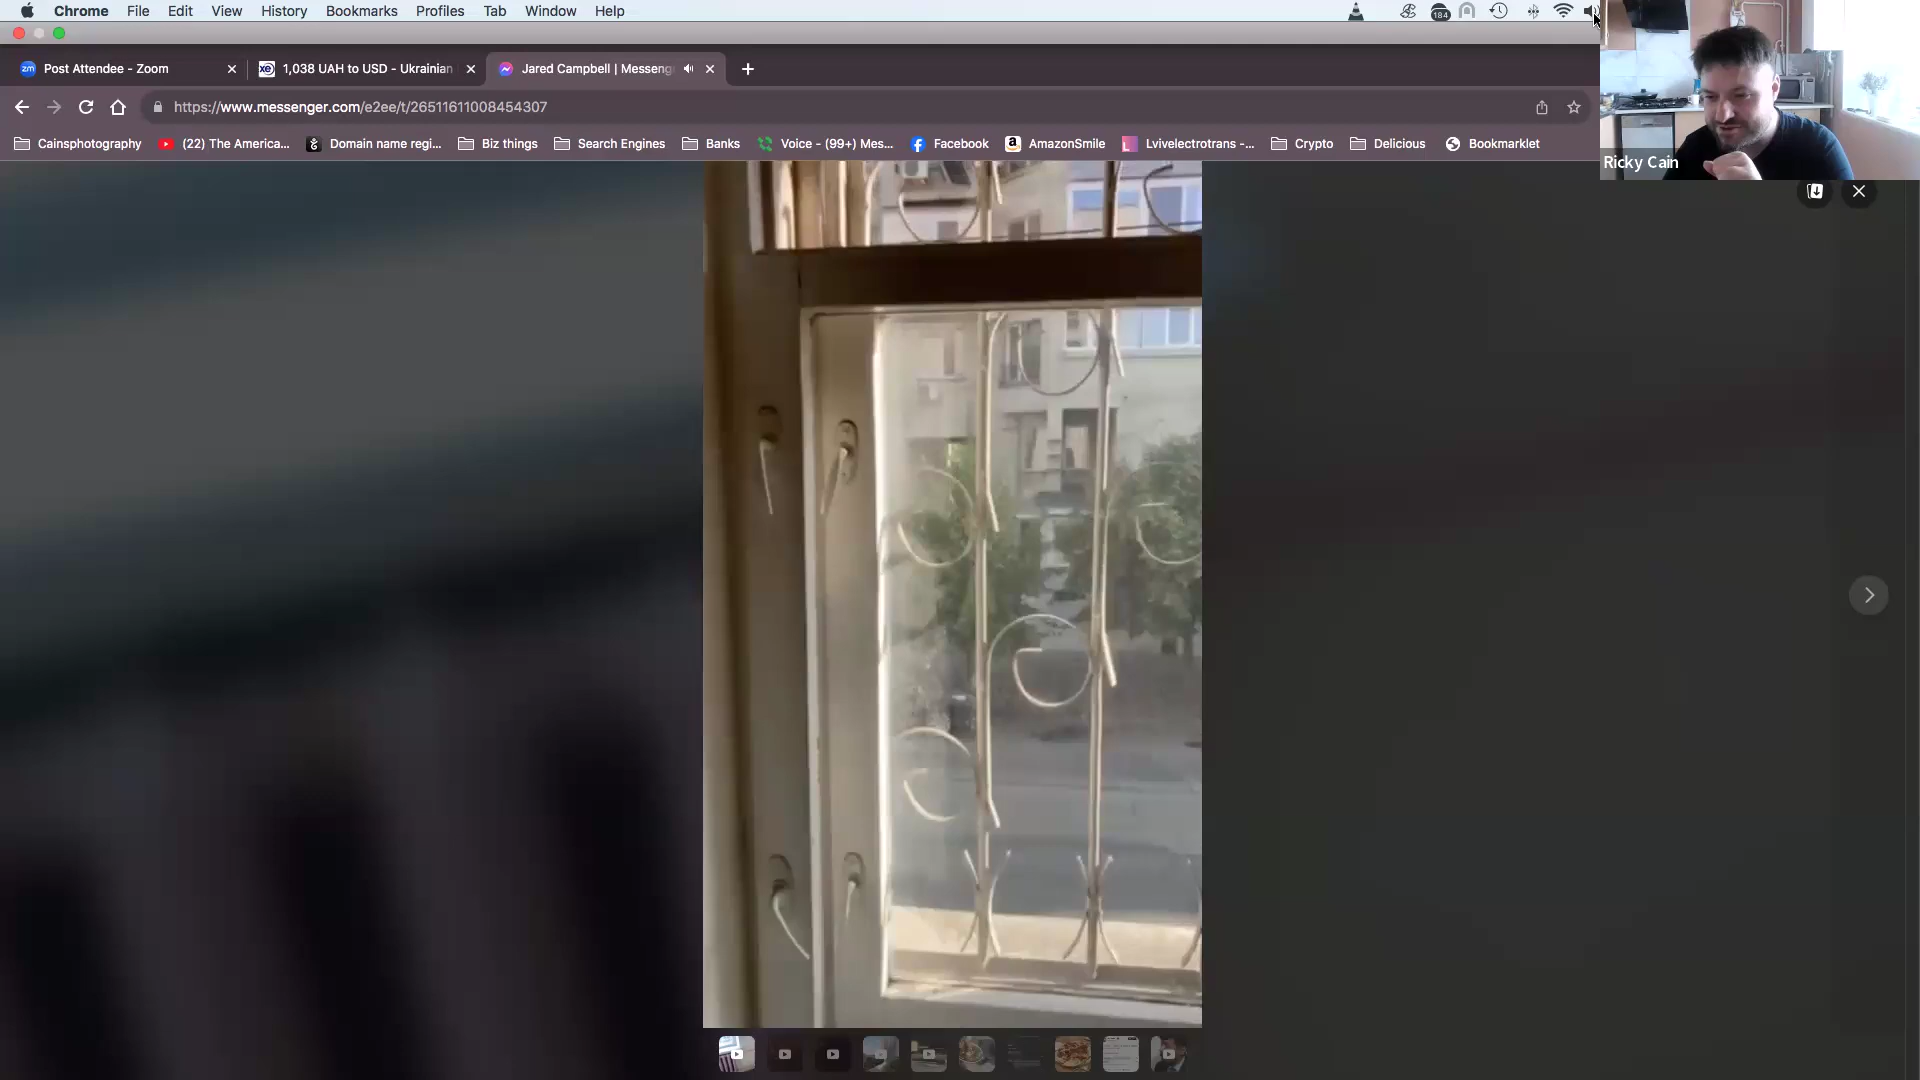 Chrome File Edit View History Bookmarks Profiles Tab Window Help
184
Post Attendee - Zoom
1,038 UAH to USD - Ukrainian
Jared Campbell | Messeng
https://www.messenger.com/e2ee/t/26511611008454307
Cainsphotography
(22) The America...
Domain name regi...
Biz things
Search Engines
Banks
Voice - (99+) Mes...
Facebook
AmazonSmile
Lvivelectrotrans -...
Crypto
Delicious
Bookmarklet
Ricky Cain